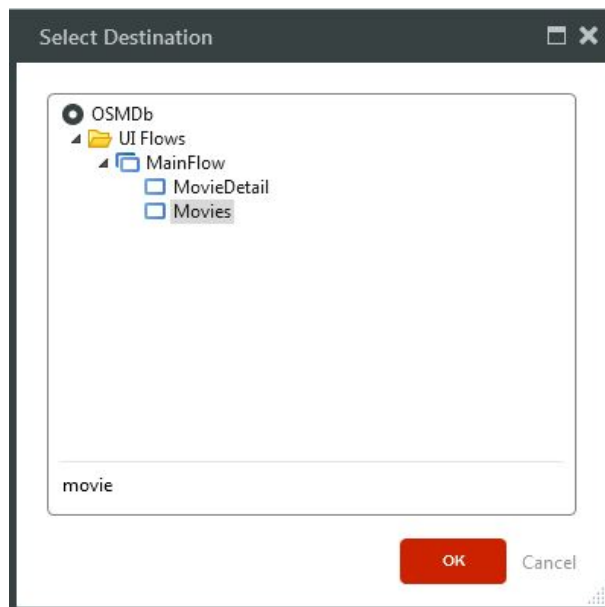 Select Destination
OSMDb
UI Flows
MainFlow
MovieDetail
Movies
movie
OK
Cancel